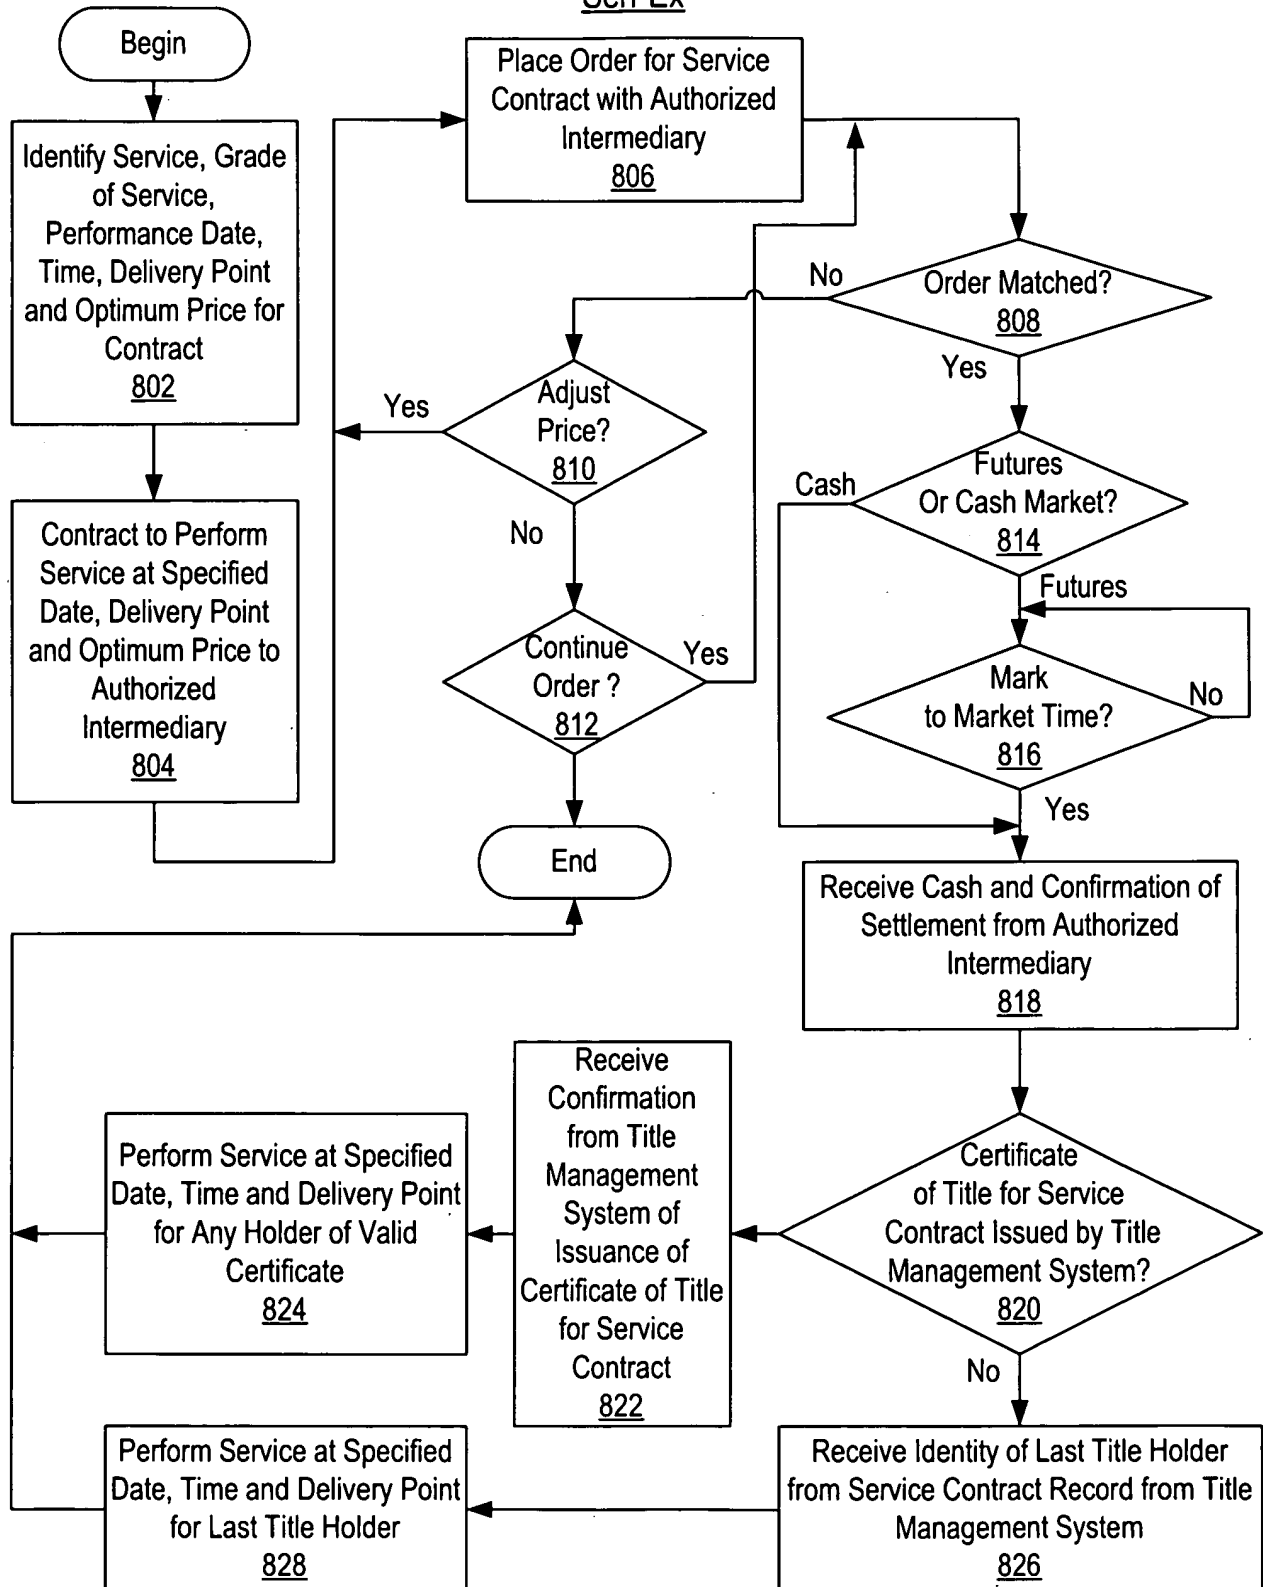 Begin
Identify Service, Grade
of Service,
Performance Date,
Time, Delivery Point
and Optimum Price for
Contract
802
Contract to Perform
Service at Specified
Date, Delivery Point
and Optimum Price to
Authorized
Intermediary
804
Place Order for Service
Contract with Authorized
Intermediary
806
Order Matched?
808
No
Yes
Adjust
Price?
810
Yes
No
Continue
Order ?
812
Yes
End
Futures
Or Cash Market?
814
Cash
Futures
Mark
to Market Time?
816
No
Yes
Receive Cash and Confirmation of
Settlement from Authorized
Intermediary
818
Certificate
of Title for Service
Contract Issued by Title
Management System?
820
No
Receive
Confirmation
from Title
Management
System of
Issuance of
Certificate of Title
for Service
Contract
822
Perform Service at Specified
Date, Time and Delivery Point
for Any Holder of Valid
Certificate
824
Receive Identity of Last Title Holder
from Service Contract Record from Title
Management System
826
Perform Service at Specified
Date, Time and Delivery Point
for Last Title Holder
828